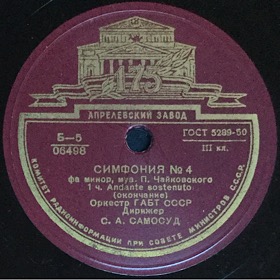 175
АПРЕЛЕВСКИЙ ЗАВОД
Б—5
06498
ГОСТ 5289-50
III кл.
СИМФОНИЯ № 4
фа минор, муз. П. Чайковского
1 ч. Andante sostenuto
(окончание)
Оркестр ГАБТ СССР
Дирижер
С. А. САМОСУД
КОМИТЕТ РАДИОИНФОРМАЦИИ ПРИ СОВЕТЕ МИНИСТРОВ СССР.